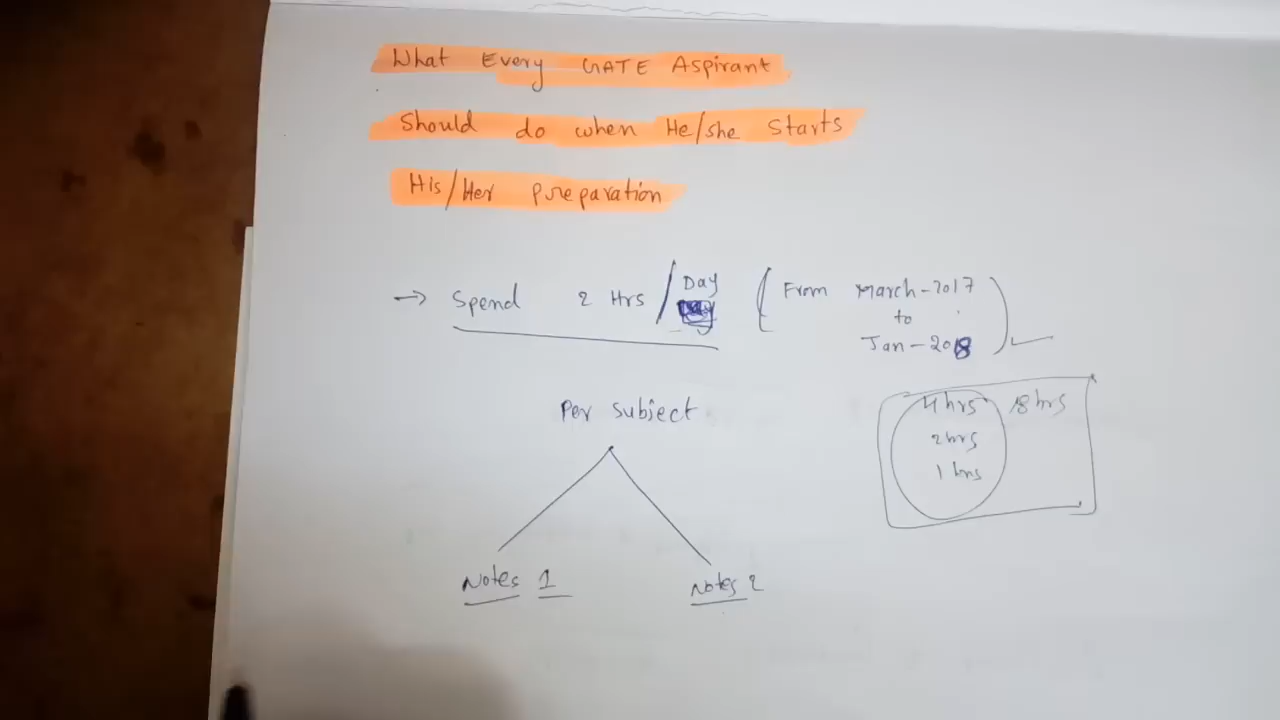 What Every GATE Aspirant
Should do when He/she starts
His/Her preparation
→ Spend 2 Hrs / Day (From March-2017
to
Jan-2018)
Per subject
4 hrs 18 hrs
2 hrs
1 hrs
Notes 1 Notes 2